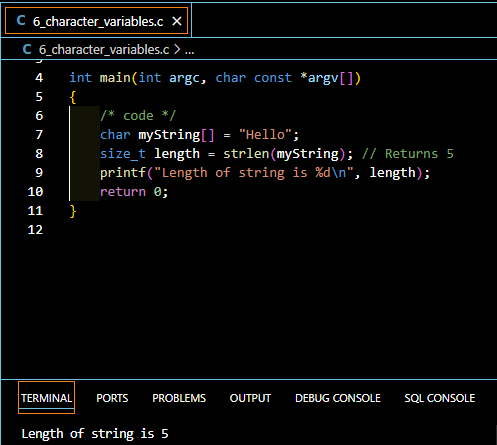 C 6_character_variables.c ×
C 6_character_variables.c > ...
4 int main(int argc, char const *argv[])
5 {
6 /* code */
7 char myString[] = "Hello";
8 size_t length = strlen(myString); // Returns 5
9 printf("Length of string is %d\n", length);
10 return 0;
11 }
12
TERMINAL PORTS PROBLEMS OUTPUT DEBUG CONSOLE SQL CONSOLE
Length of string is 5